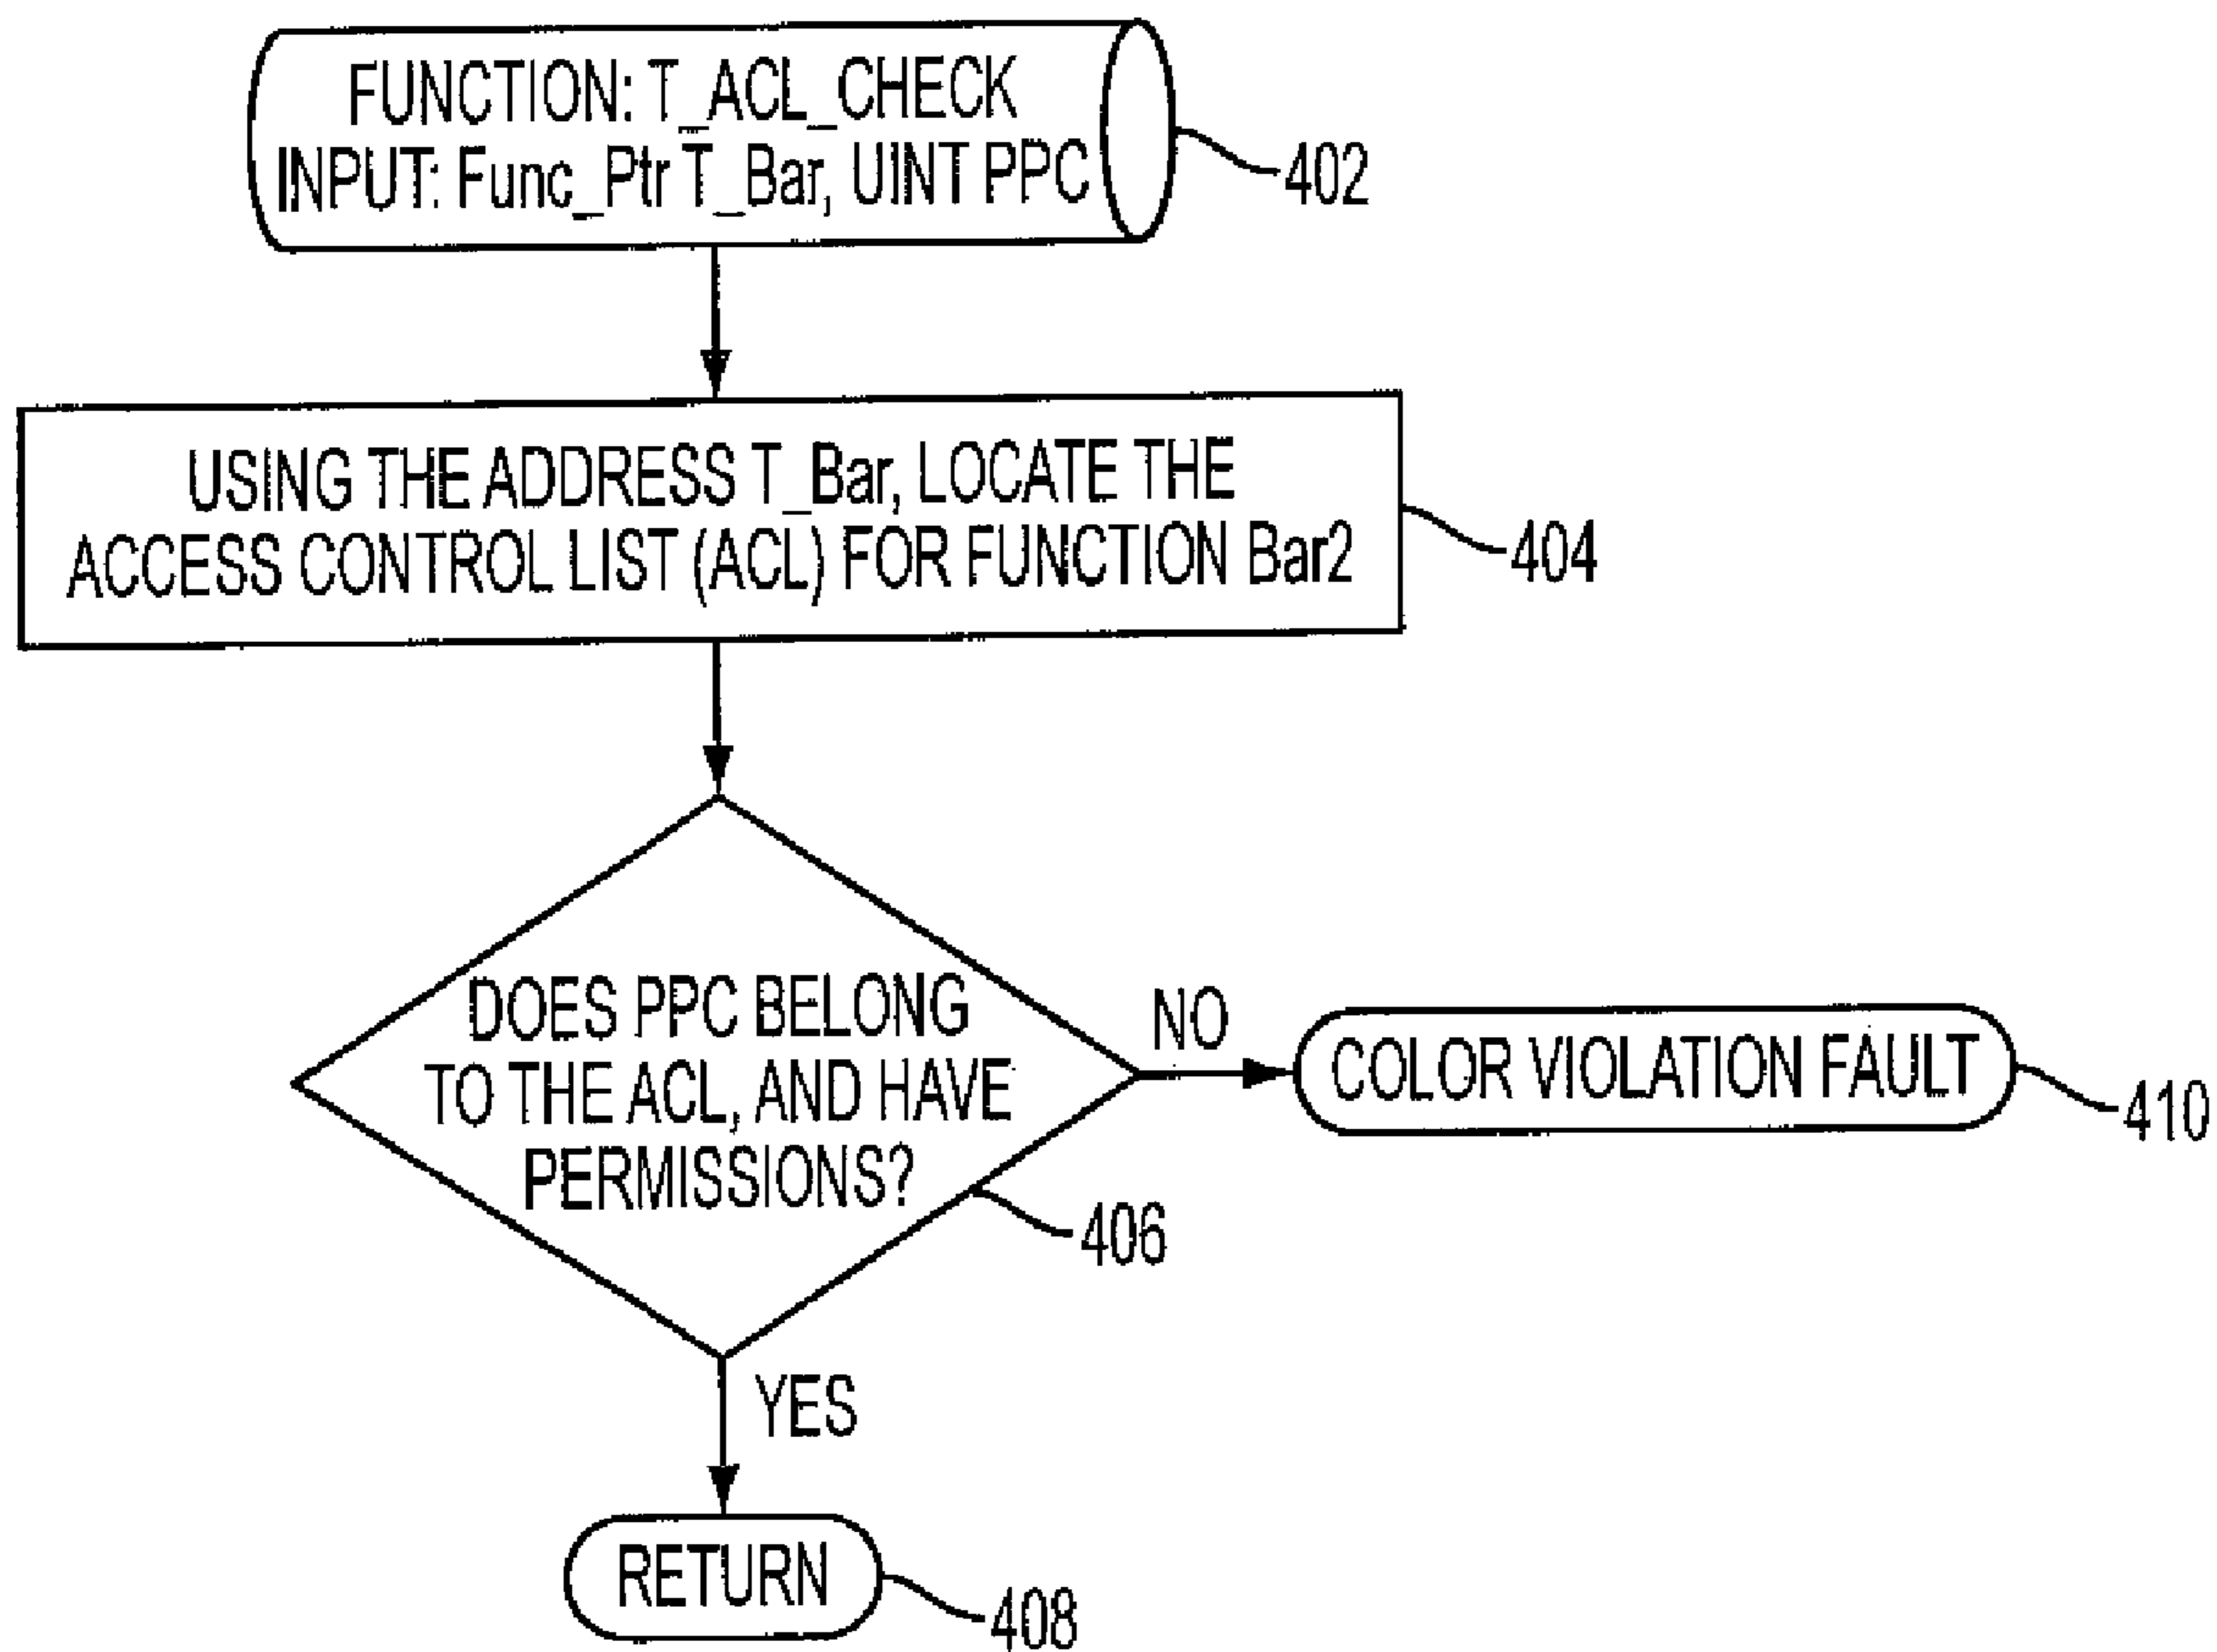 FUNCTION: T_ACL_CHECK
INPUT: Func_Ptr T_Bar, UINT PPC
402
USING THE ADDRESS T_Bar, LOCATE THE
ACCESS CONTROL LIST (ACL) FOR FUNCTION Bar2
404
DOES PPC BELONG
TO THE ACL, AND HAVE
PERMISSIONS?
406
NO
COLOR VIOLATION FAULT
410
YES
RETURN
408